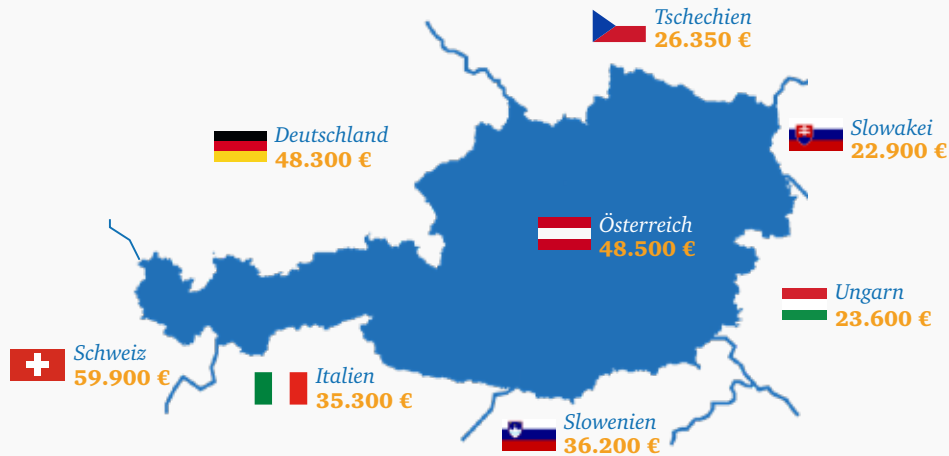 Tschechien
26.350 €
Deutschland
48.300 €
Slowakei
22.900 €
Österreich
48.500 €
Ungarn
23.600 €
Schweiz
59.900 €
Italien
35.300 €
Slowenien
36.200 €